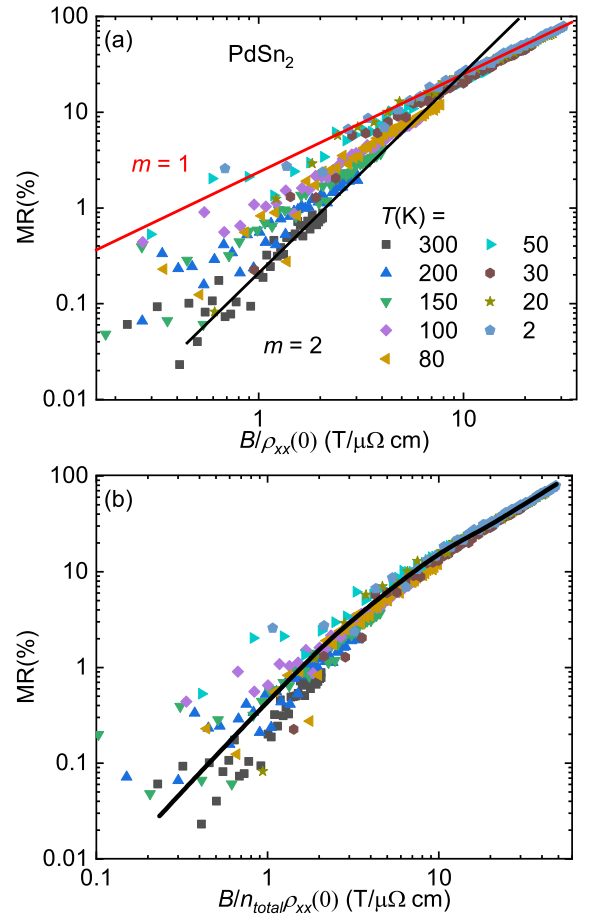 (a)
PdSn₂
100
10
1
0.1
0.01
MR(%)
m = 1
m = 2
T(K) =
300 50
200 30
150 20
100 2
80
1 10
B/ρxx(0) (T/μΩ cm)
(b)
100
10
1
0.1
0.01
MR(%)
0.1 1 10
B/ntotalρxx(0) (T/μΩ cm)